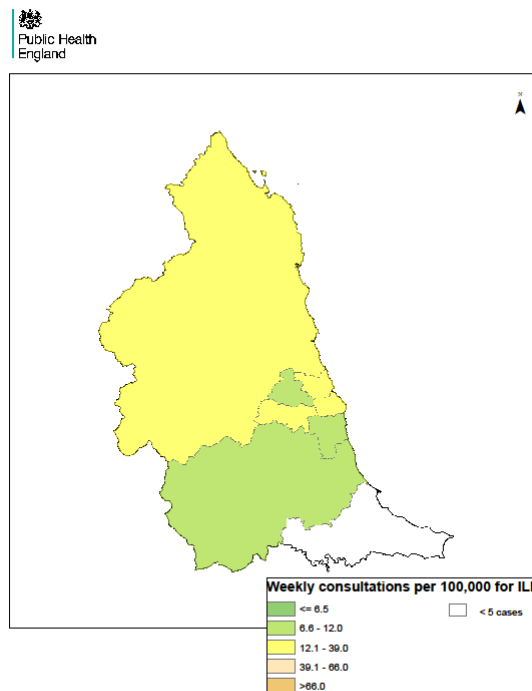 Public Health
England
N
Weekly consultations per 100,000 for ILI
<= 6.5
< 5 cases
6.6 - 12.0
12.1 - 39.0
39.1 - 66.0
>66.0